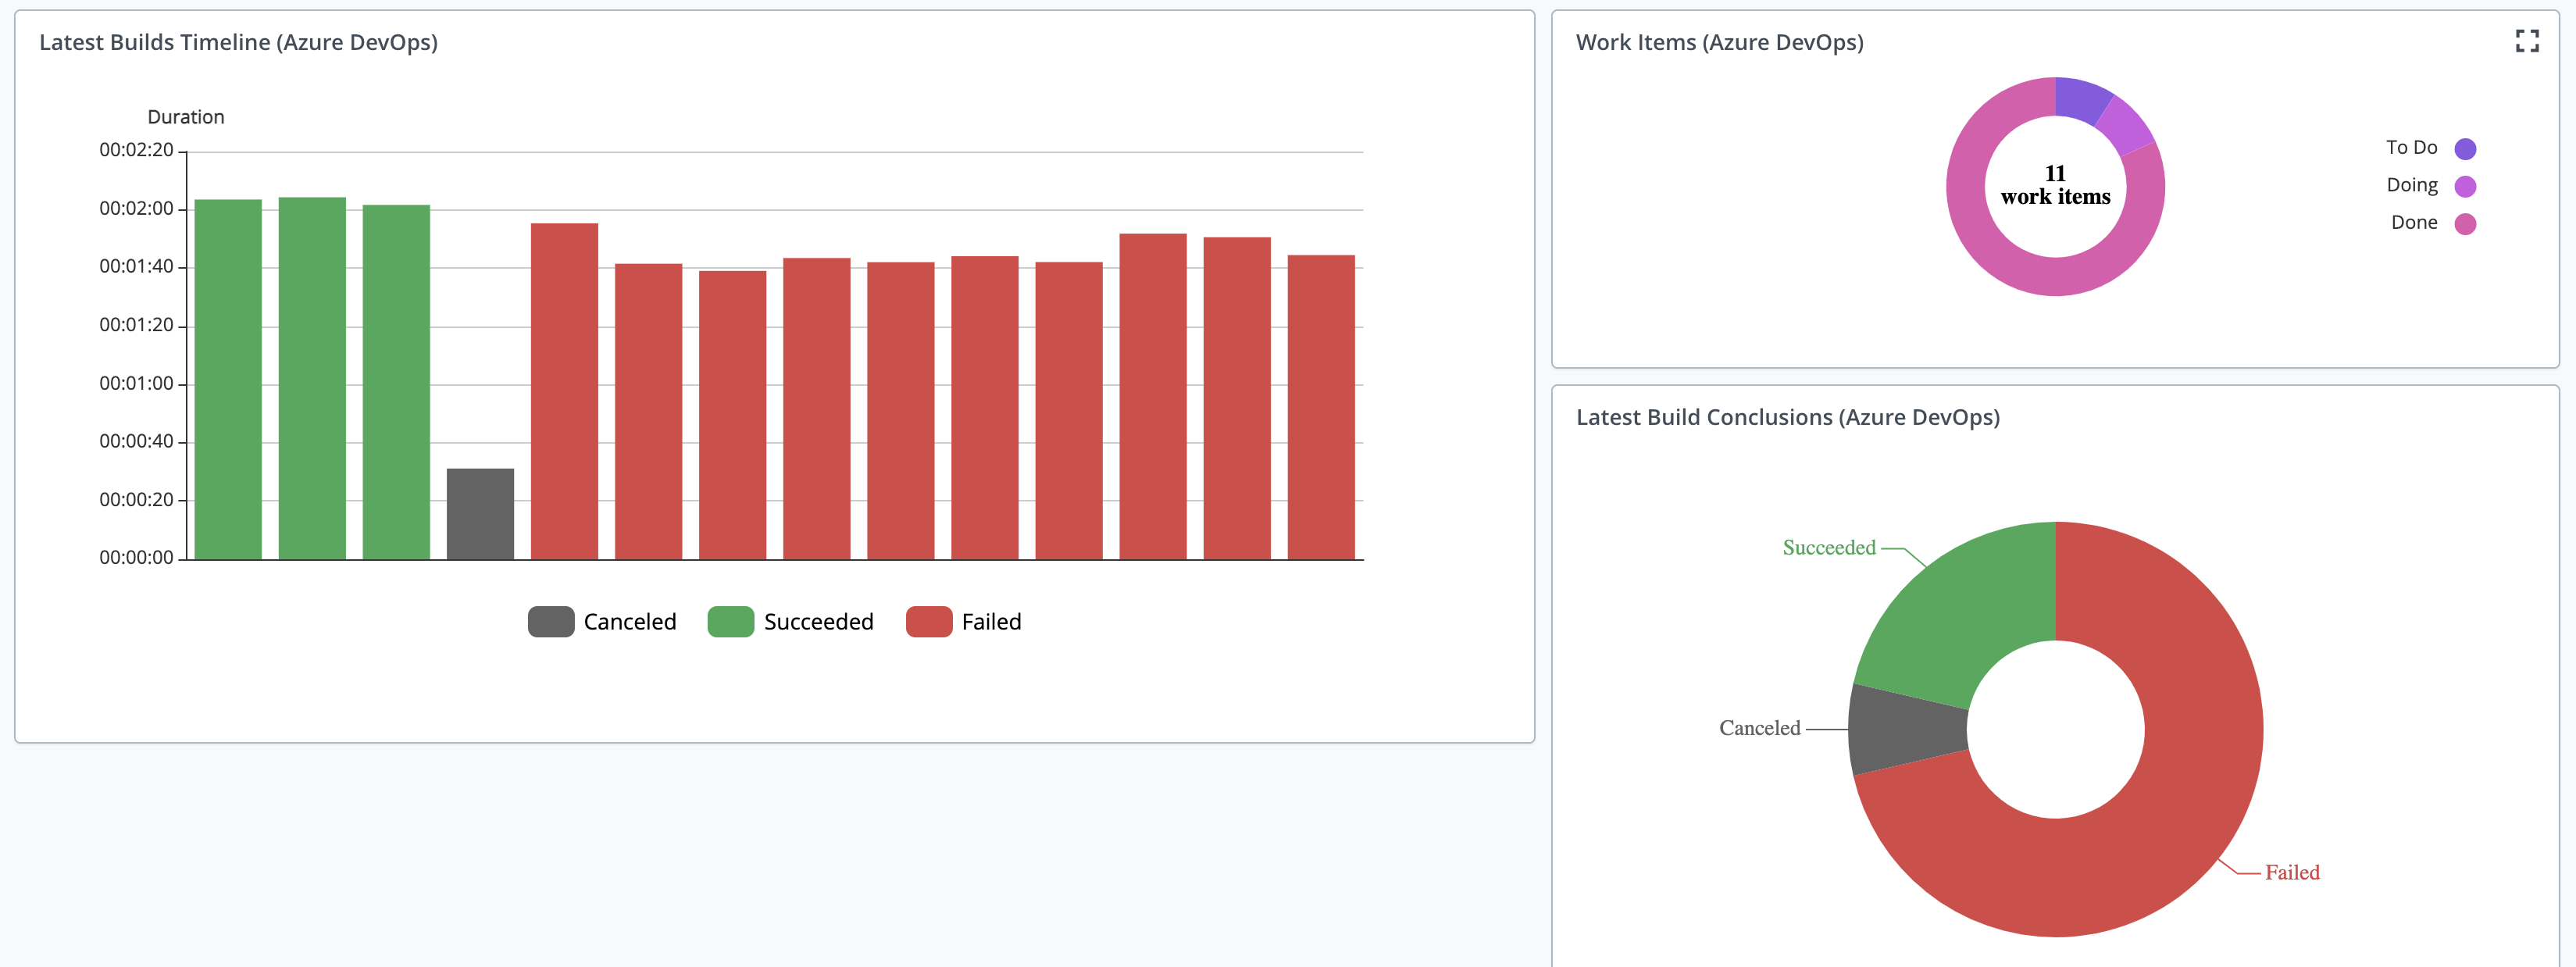 Latest Builds Timeline (Azure DevOps)
Duration
00:02:20
00:02:00
00:01:40
00:01:20
00:01:00
00:00:40
00:00:20
00:00:00
Canceled Succeeded Failed
Work Items (Azure DevOps)
11
work items
To Do
Doing
Done
Latest Build Conclusions (Azure DevOps)
Succeeded
Canceled
Failed